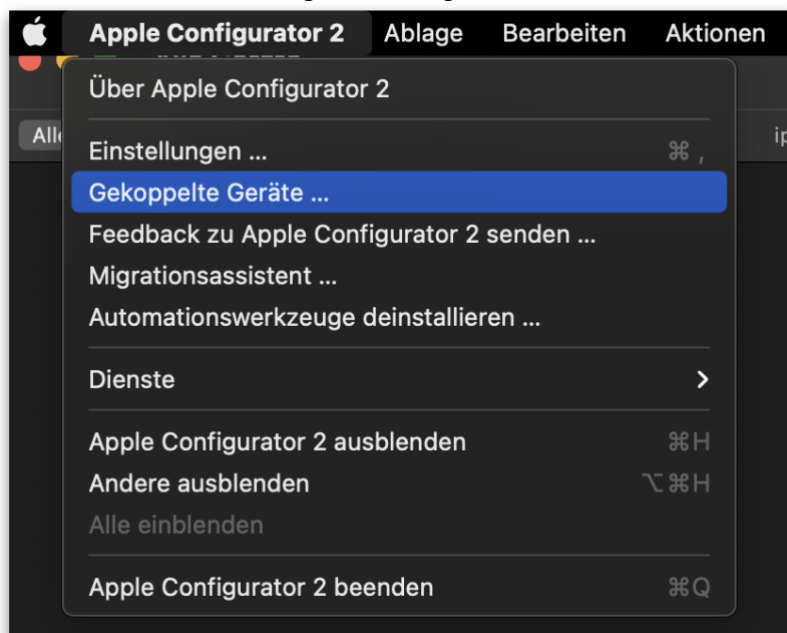 Apple Configurator 2 Ablage Bearbeiten Aktionen
Über Apple Configurator 2
Einstellungen ... ⌘ ,
Gekoppelte Geräte ...
Feedback zu Apple Configurator 2 senden ...
Migrationsassistent ...
Automationswerkzeuge deinstallieren ...
Dienste
Apple Configurator 2 ausblenden ⌘H
Andere ausblenden ⌥⌘H
Alle einblenden
Apple Configurator 2 beenden ⌘Q